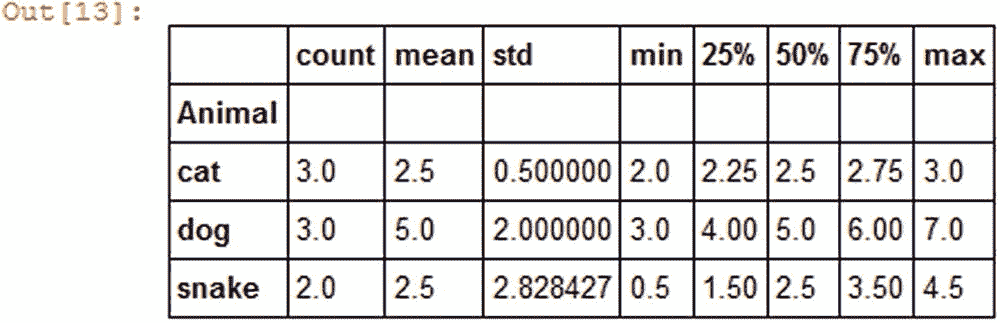 Out[13]:
count mean std min 25% 50% 75% max
Animal
cat 3.0 2.5 0.500000 2.0 2.25 2.5 2.75 3.0
dog 3.0 5.0 2.000000 3.0 4.00 5.0 6.00 7.0
snake 2.0 2.5 2.828427 0.5 1.50 2.5 3.50 4.5